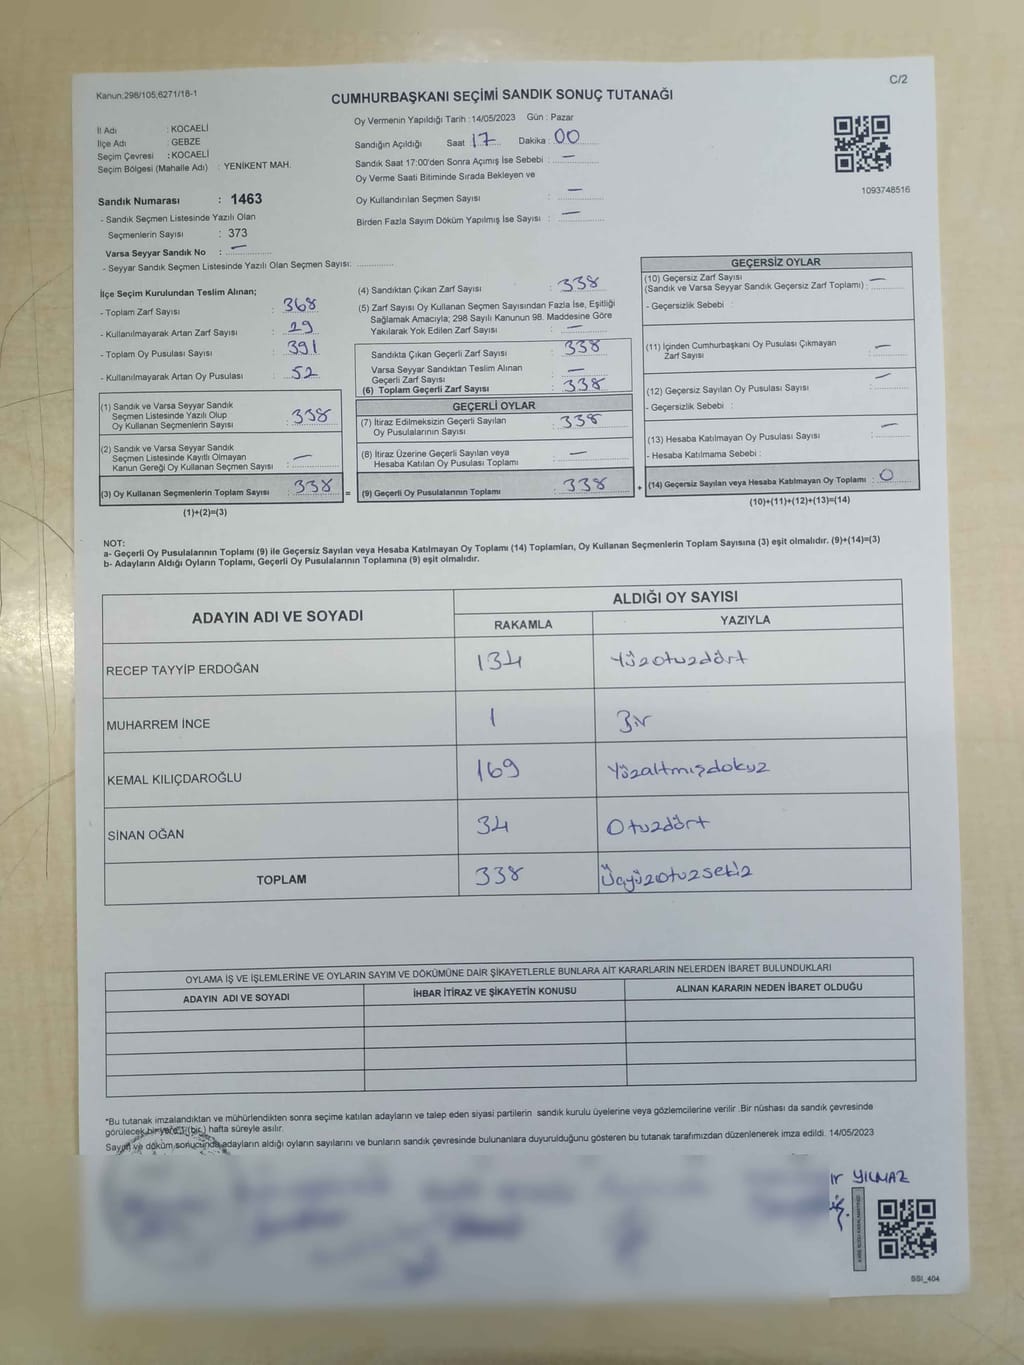 C/2
Kanun:298/105;6271/18-1
CUMHURBAŞKANI SEÇİMİ SANDIK SONUÇ TUTANAĞI
İl Adı : KOCAELİ
İlçe Adı : GEBZE
Seçim Çevresi : KOCAELİ
Seçim Bölgesi (Mahalle Adı) : YENİKENT MAH.
Oy Vermenin Yapıldığı Tarih :14/05/2023 Gün : Pazar
Sandığın Açıldığı Saat 17 Dakika : 00
Sandık Saat 17:00'den Sonra Açımış İse Sebebi : —
Oy Verme Saati Bitiminde Sırada Bekleyen ve
Oy Kullandırılan Seçmen Sayısı : —
Birden Fazla Sayım Döküm Yapılmış İse Sayısı : —
1093748516
Sandık Numarası : 1463
- Sandık Seçmen Listesinde Yazılı Olan
Seçmenlerin Sayısı : 373
Varsa Seyyar Sandık No : —
- Seyyar Sandık Seçmen Listesinde Yazılı Olan Seçmen Sayısı:
İlçe Seçim Kurulundan Teslim Alınan;
- Toplam Zarf Sayısı : 368
- Kullanılmayarak Artan Zarf Sayısı : 29
- Toplam Oy Pusulası Sayısı : 391
- Kullanılmayarak Artan Oy Pusulası : 52
(1) Sandık ve Varsa Seyyar Sandık
Seçmen Listesinde Yazılı Olup
Oy Kullanan Seçmenlerin Sayısı : 338
(2) Sandık ve Varsa Seyyar Sandık
Seçmen Listesinde Kayıtlı Olmayan
Kanun Gereği Oy Kullanan Seçmen Sayısı : —
(3) Oy Kullanan Seçmenlerin Toplam Sayısı : 338 =
(1)+(2)=(3)
(4) Sandıktan Çıkan Zarf Sayısı : 338
(5) Zarf Sayısı Oy Kullanan Seçmen Sayısından Fazla İse, Eşitliği
Sağlamak Amacıyla; 298 Sayılı Kanunun 98. Maddesine Göre
Yakılarak Yok Edilen Zarf Sayısı : —
Sandıkta Çıkan Geçerli Zarf Sayısı : 338
Varsa Seyyar Sandıktan Teslim Alınan
Geçerli Zarf Sayısı : —
(6) Toplam Geçerli Zarf Sayısı : 338
GEÇERLİ OYLAR
(7) İtiraz Edilmeksizin Geçerli Sayılan
Oy Pusulalarının Sayısı : 338
(8) İtiraz Üzerine Geçerli Sayılan veya
Hesaba Katılan Oy Pusulası Toplamı : —
(9) Geçerli Oy Pusulalarının Toplamı : 338 +
GEÇERSİZ OYLAR
(10) Geçersiz Zarf Sayısı
(Sandık ve Varsa Seyyar Sandık Geçersiz Zarf Toplamı) : —
- Geçersizlik Sebebi :
(11) İçinden Cumhurbaşkanı Oy Pusulası Çıkmayan
Zarf Sayısı : —
(12) Geçersiz Sayılan Oy Pusulası Sayısı : —
- Geçersizlik Sebebi :
(13) Hesaba Katılmayan Oy Pusulası Sayısı : —
- Hesaba Katılmama Sebebi :
(14) Geçersiz Sayılan veya Hesaba Katılmayan Oy Toplamı : 0
(10)+(11)+(12)+(13)=(14)
NOT:
a- Geçerli Oy Pusulalarının Toplamı (9) ile Geçersiz Sayılan veya Hesaba Katılmayan Oy Toplamı (14) Toplamları, Oy Kullanan Seçmenlerin Toplam Sayısına (3) eşit olmalıdır. (9)+(14)=(3)
b- Adayların Aldığı Oyların Toplamı, Geçerli Oy Pusulalarının Toplamına (9) eşit olmalıdır.
ADAYIN ADI VE SOYADI
ALDIĞI OY SAYISI
RAKAMLA YAZIYLA
RECEP TAYYİP ERDOĞAN 134 Yüzotuzdört
MUHARREM İNCE 1 Bir
KEMAL KILIÇDAROĞLU 169 Yüzaltmışdokuz
SİNAN OĞAN 34 Otuzdört
TOPLAM 338 Üçyüzotuzsekiz
OYLAMA İŞ VE İŞLEMLERİNE VE OYLARIN SAYIM VE DÖKÜMÜNE DAİR ŞİKAYETLERLE BUNLARA AİT KARARLARIN NELERDEN İBARET BULUNDUKLARI
ADAYIN ADI VE SOYADI İHBAR İTİRAZ VE ŞİKAYETİN KONUSU ALINAN KARARIN NEDEN İBARET OLDUĞU
*Bu tutanak imzalandıktan ve mühürlendikten sonra seçime katılan adayların ve talep eden siyasi partilerin sandık kurulu üyelerine veya gözlemcilerine verilir .Bir nüshası da sandık çevresinde
görülecek bir yere 1 (bir) hafta süreyle asılır.
Sayım ve döküm sonucunda adayların aldığı oyların sayılarını ve bunların sandık çevresinde bulunanlara duyurulduğunu gösteren bu tutanak tarafımızdan düzenlenerek imza edildi. 14/05/2023
ır YILMAZ
SSI_404